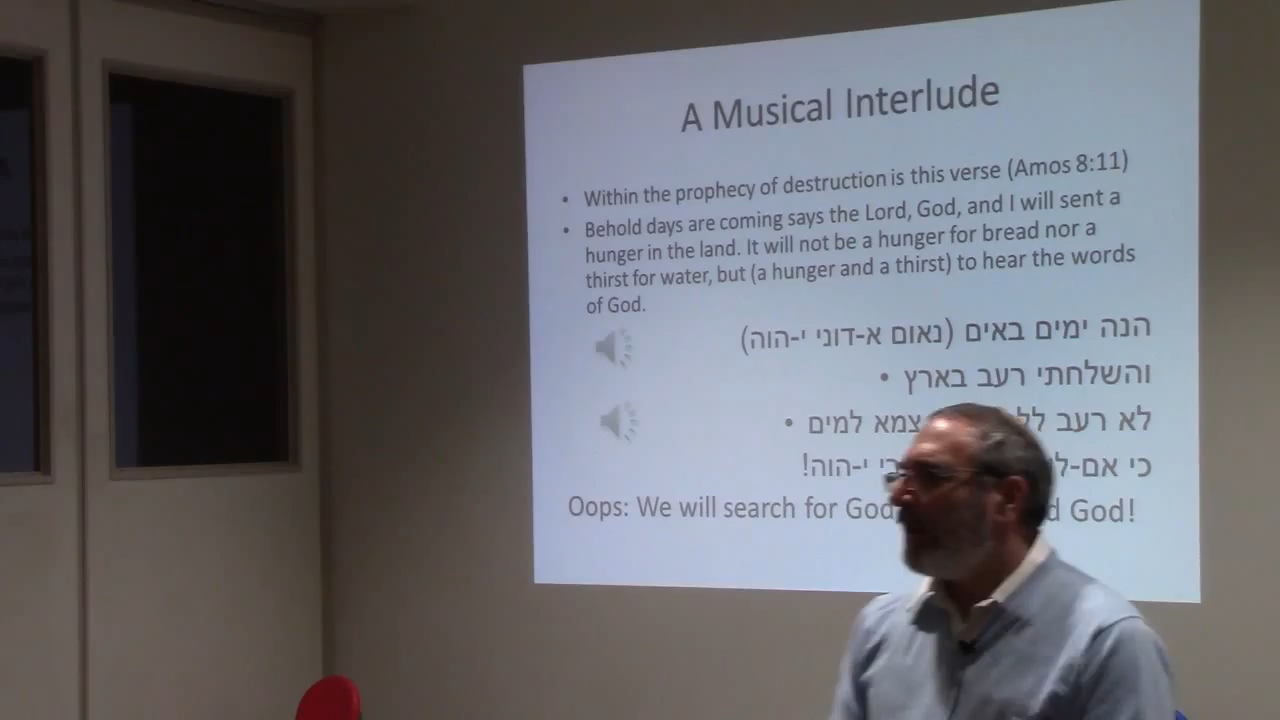 A Musical Interlude
• Within the prophecy of destruction is this verse (Amos 8:11)
• Behold days are coming says the Lord, God, and I will sent a
hunger in the land. It will not be a hunger for bread nor a
thirst for water, but (a hunger and a thirst) to hear the words
of God.
הנה ימים באים (נאום א-דוני י-הוה)
והשלחתי רעב בארץ •
לא רעב צמא למים •
כי אם י-הוה!
Oops: We will search for God God!